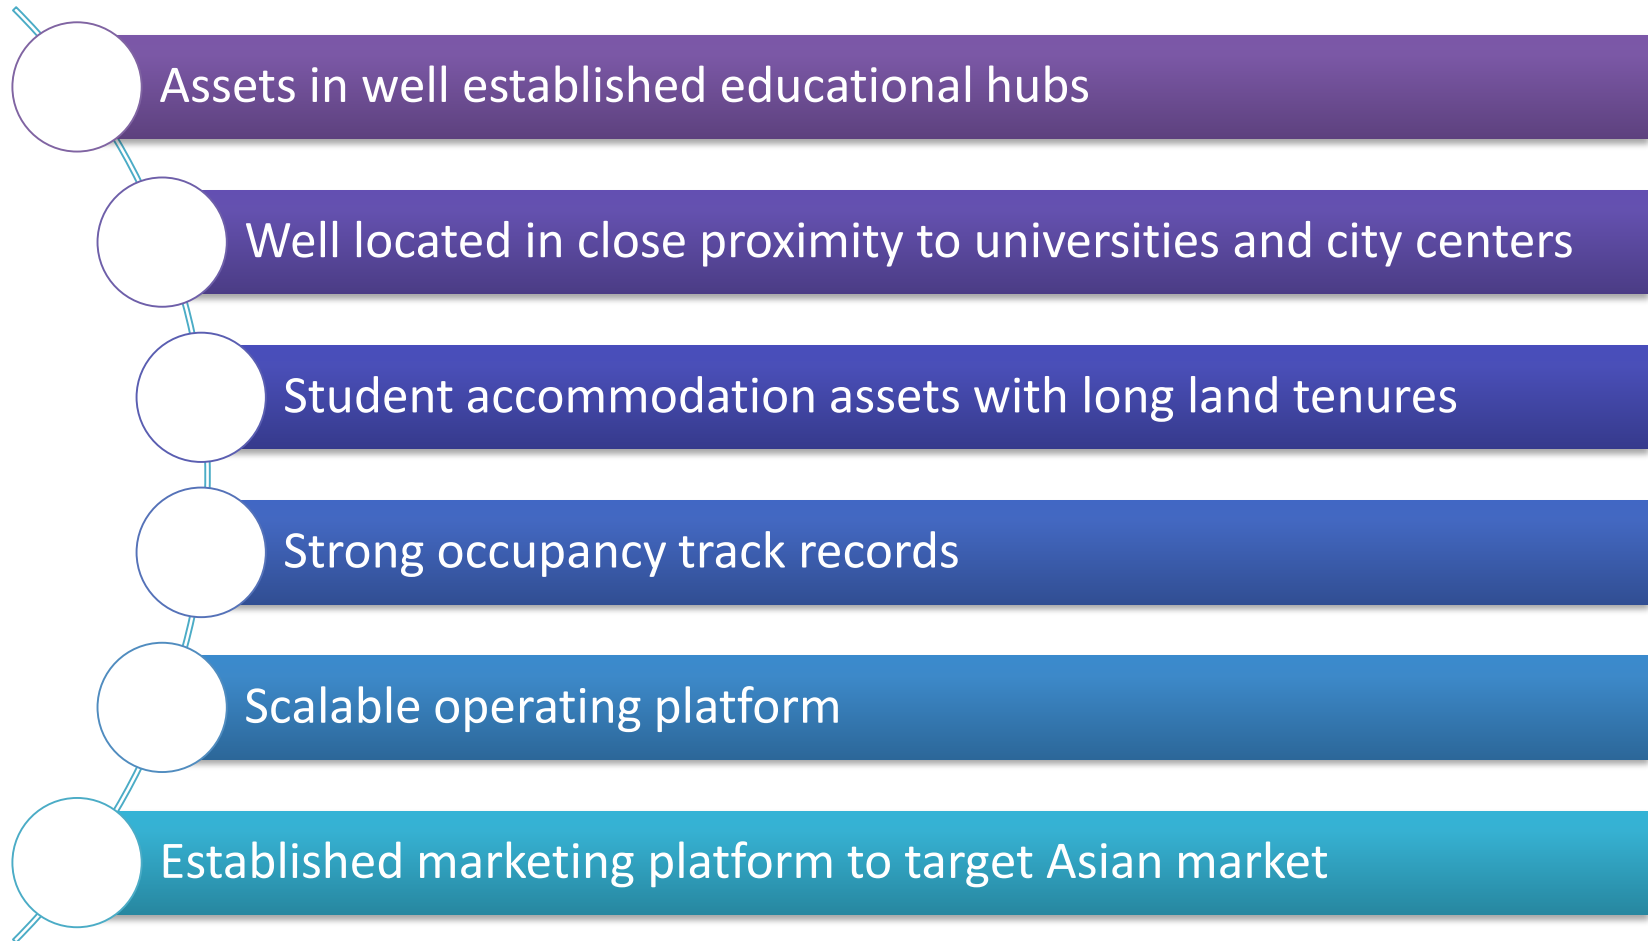 Assets in well established educational hubs
Well located in close proximity to universities and city centers
Student accommodation assets with long land tenures
Strong occupancy track records
Scalable operating platform
Established marketing platform to target Asian market